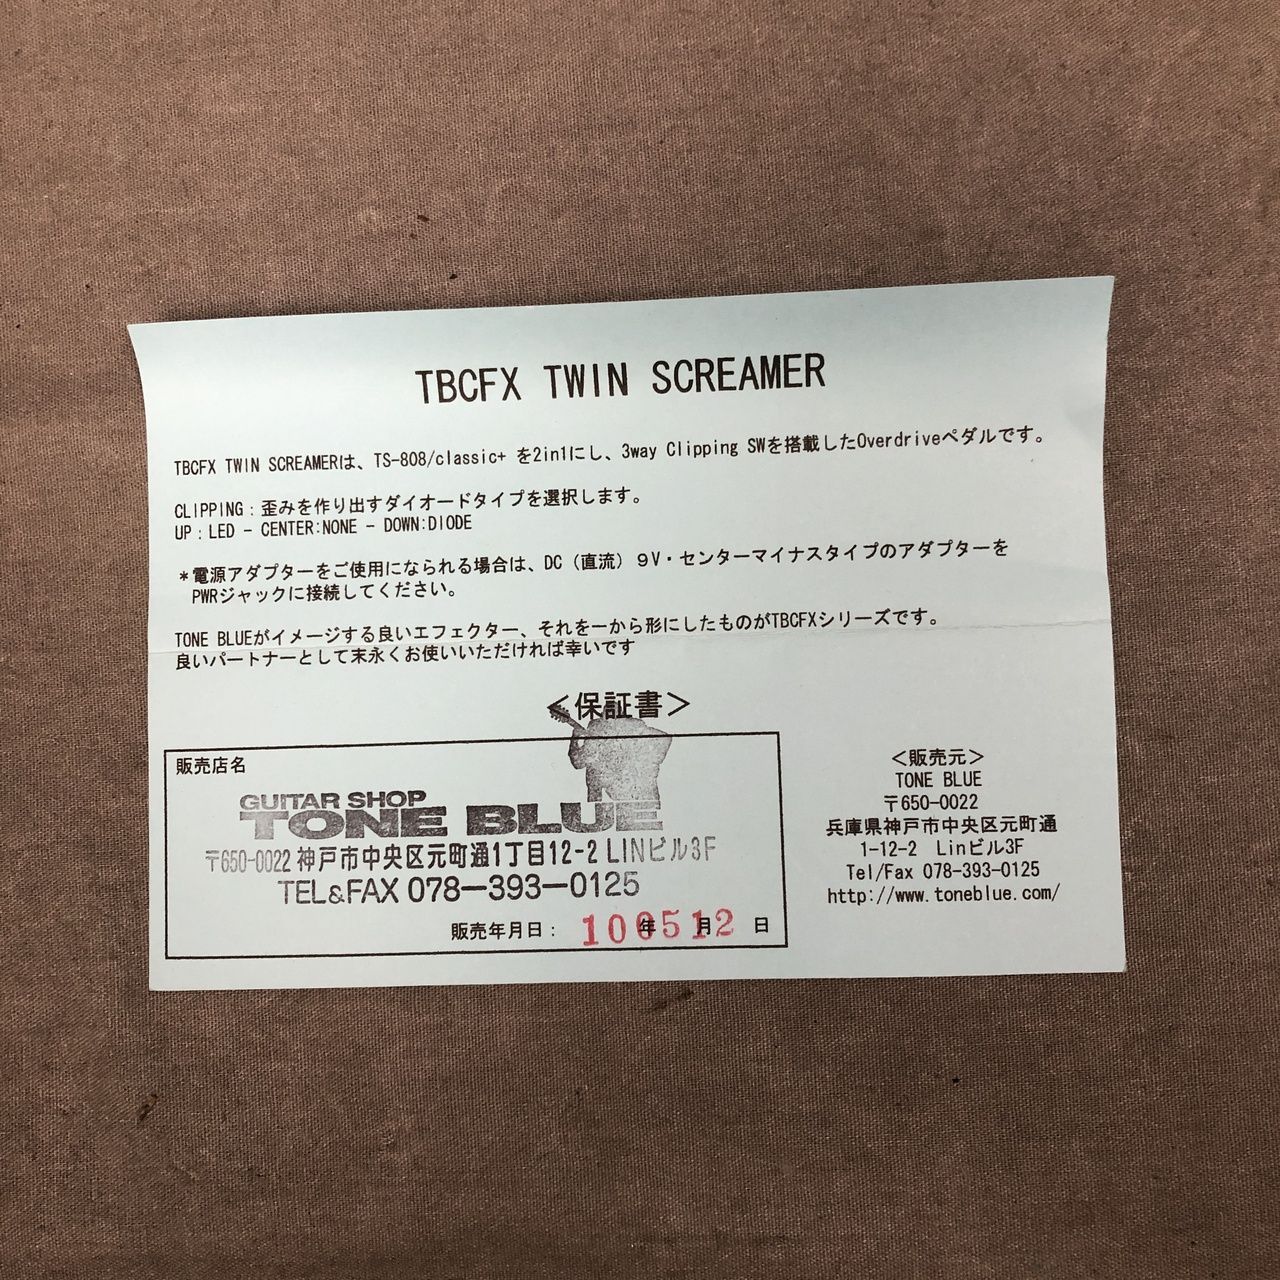 TBCFX TWIN SCREAMER
TBCFX TWIN SCREAMERは、TS-808/classic+ を2in1にし、3way Clipping SWを搭載したOverdriveペダルです。
CLIPPING：歪みを作り出すダイオードタイプを選択します。
UP：LED － CENTER:NONE － DOWN:DIODE
＊電源アダプターをご使用になられる場合は、DC（直流）９V・センターマイナスタイプのアダプターを
PWRジャックに接続してください。
TONE BLUEがイメージする良いエフェクター、それを一から形にしたものがTBCFXシリーズです。
良いパートナーとして末永くお使いいただければ幸いです
＜保証書＞
販売店名
GUITAR SHOP
TONE BLUE
〒650-0022 神戸市中央区元町通1丁目12-2 LINビル3F
TEL&FAX 078－393－0125
販売年月日： 100512 年 月 日
＜販売元＞
TONE BLUE
〒650-0022
兵庫県神戸市中央区元町通
1-12-2 Linビル3F
Tel/Fax 078-393-0125
http://www.toneblue.com/